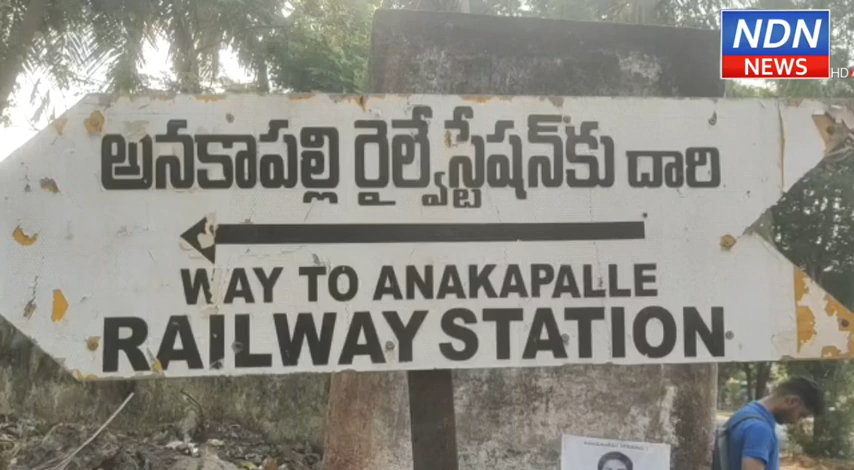 NDN
NEWS
HD
అనకాపల్లి రైల్వేస్టేషన్‌కు దారి
WAY TO ANAKAPALLE
RAILWAY STATION